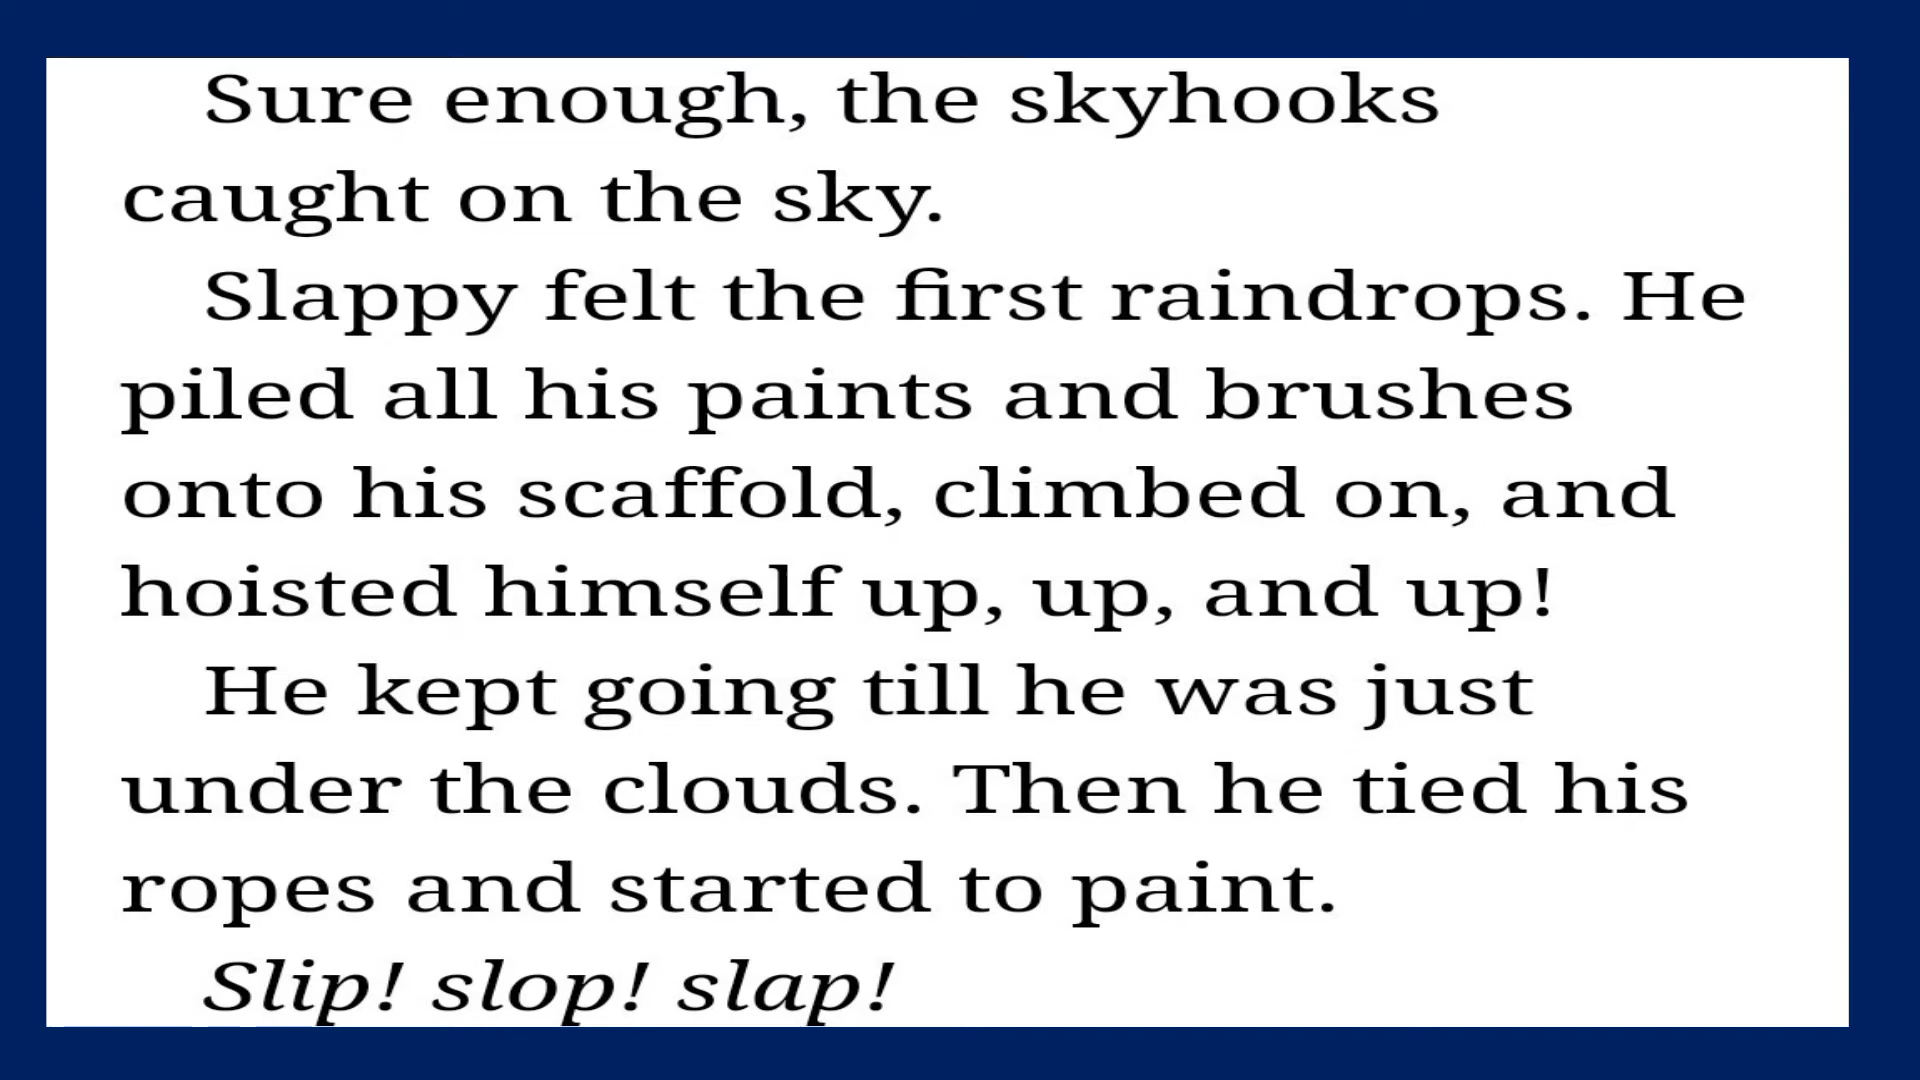 Sure enough, the skyhooks
caught on the sky.
Slappy felt the first raindrops. He
piled all his paints and brushes
onto his scaffold, climbed on, and
hoisted himself up, up, and up!
He kept going till he was just
under the clouds. Then he tied his
ropes and started to paint.
Slip! slop! slap!